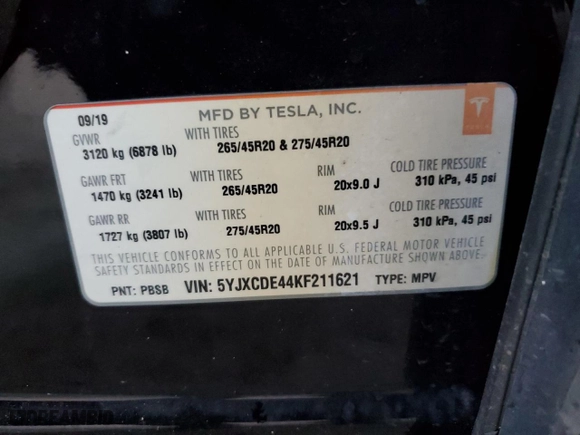 09/19 MFD BY TESLA, INC.
GVWR WITH TIRES
3120 kg (6878 lb) 265/45R20 & 275/45R20
GAWR FRT WITH TIRES RIM COLD TIRE PRESSURE
1470 kg (3241 lb) 265/45R20 20x9.0 J 310 kPa, 45 psi
GAWR RR WITH TIRES RIM COLD TIRE PRESSURE
1727 kg (3807 lb) 275/45R20 20x9.5 J 310 kPa, 45 psi
THIS VEHICLE CONFORMS TO ALL APPLICABLE U.S. FEDERAL MOTOR VEHICLE
SAFETY STANDARDS IN EFFECT ON THE DATE OF MANUFACTURE SHOWN ABOVE.
PNT: PBSB VIN: 5YJXCDE44KF211621 TYPE: MPV